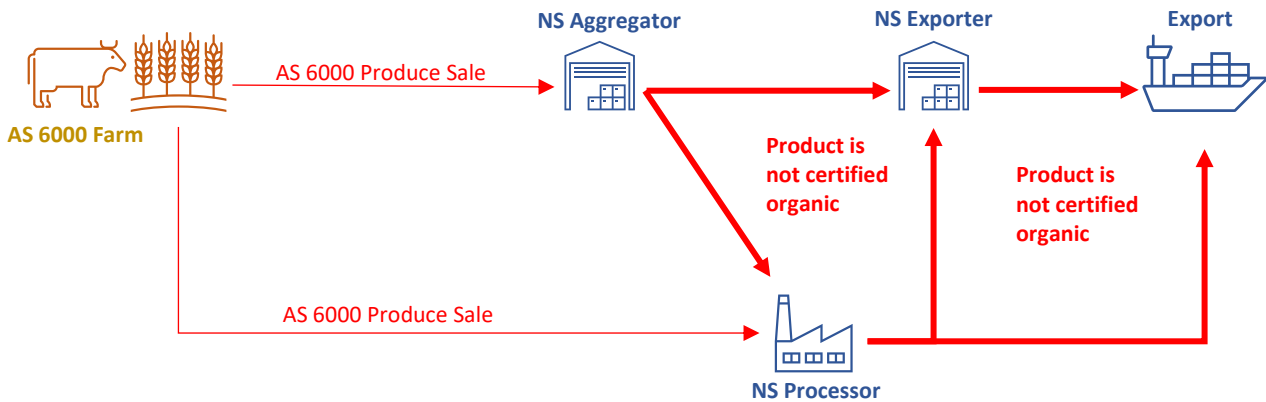 NS Aggregator
NS Exporter
Export
AS 6000 Produce Sale
AS 6000 Farm
Product is
not certified
organic
Product is
not certified
organic
AS 6000 Produce Sale
NS Processor